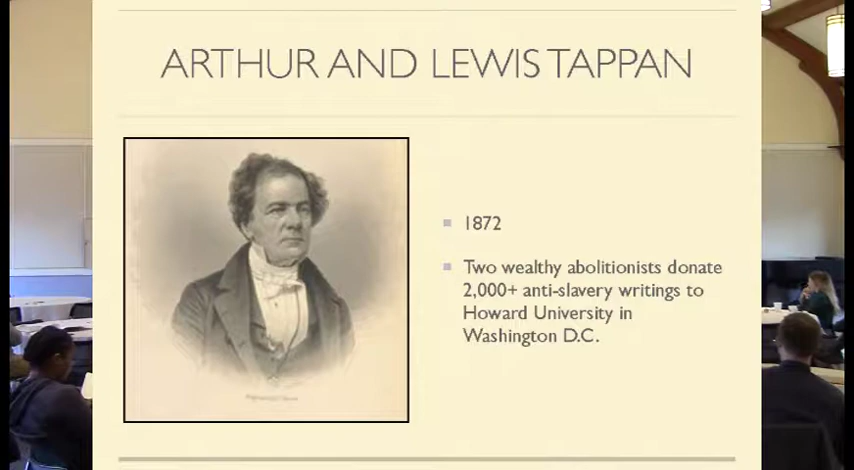 ARTHUR AND LEWIS TAPPAN
1872
Two wealthy abolitionists donate
2,000+ anti-slavery writings to
Howard University in
Washington D.C.